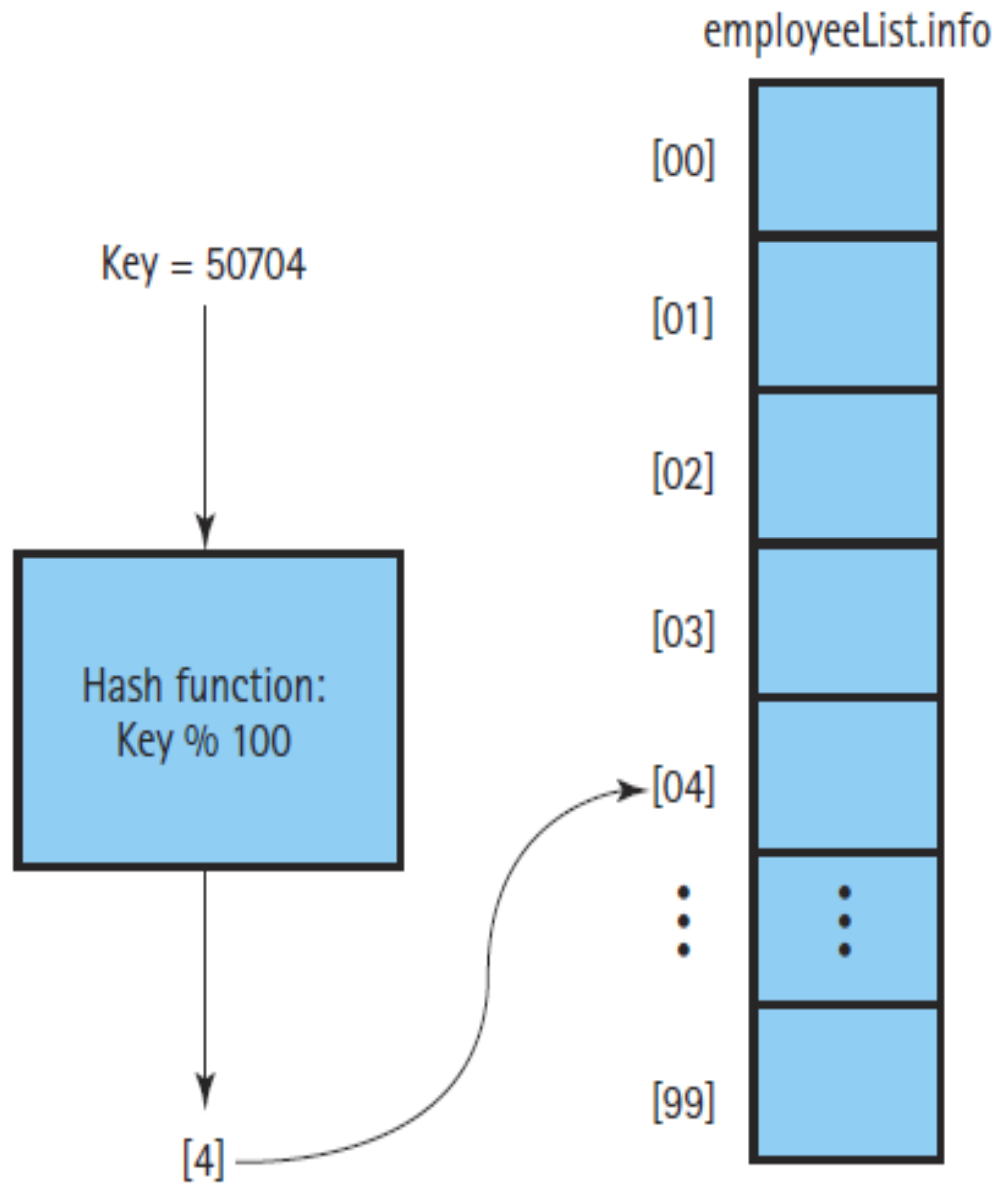 employeeList.info
[00]
Key = 50704
[01]
[02]
[03]
Hash function:
Key % 100
[04]
[99]
[4]